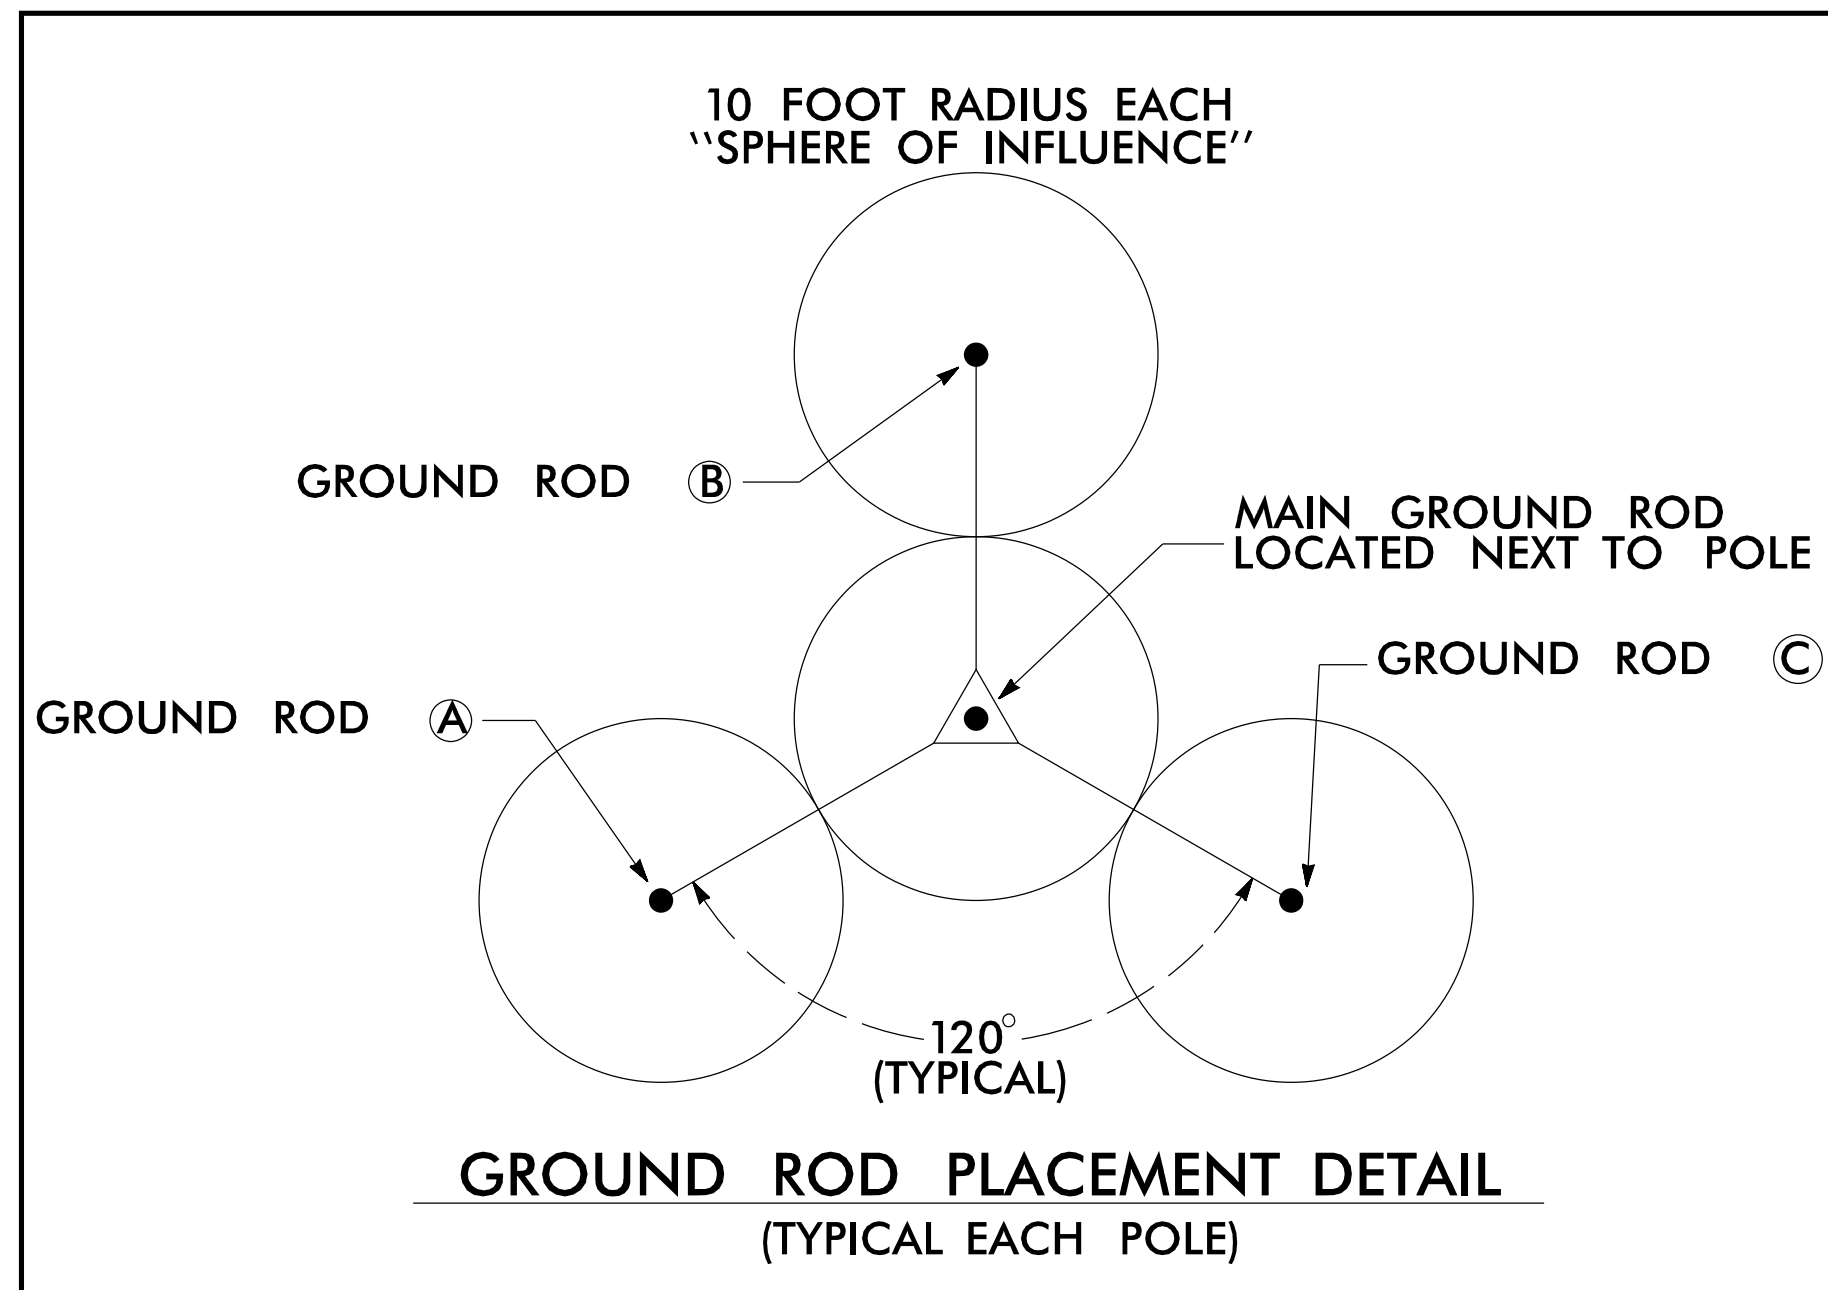 10 FOOT RADIUS EACH
''SPHERE OF INFLUENCE''
GROUND ROD B
MAIN GROUND ROD
LOCATED NEXT TO POLE
GROUND ROD C
GROUND ROD A
120°
(TYPICAL)
GROUND ROD PLACEMENT DETAIL
(TYPICAL EACH POLE)